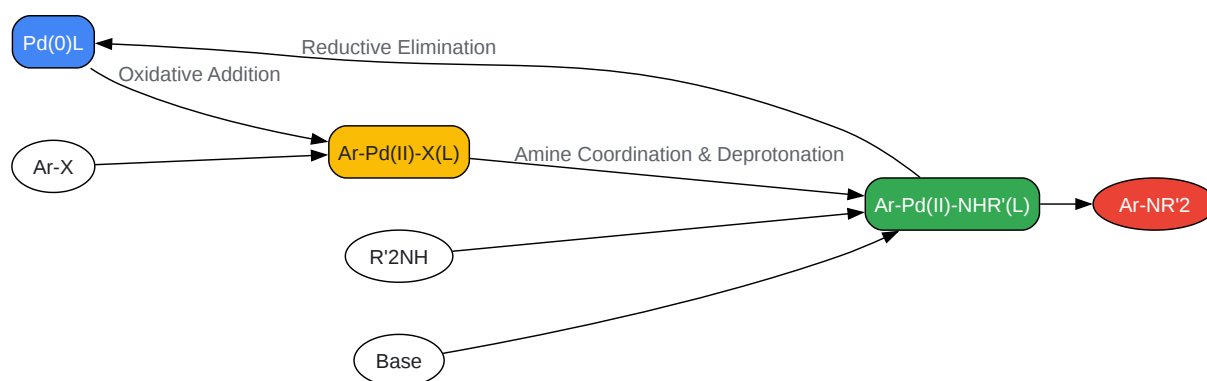 Pd(0)L
Reductive Elimination
Oxidative Addition
Ar-X
Ar-Pd(II)-X(L)
Amine Coordination & Deprotonation
Ar-Pd(II)-NHR'(L)
Ar-NR'2
R'2NH
Base